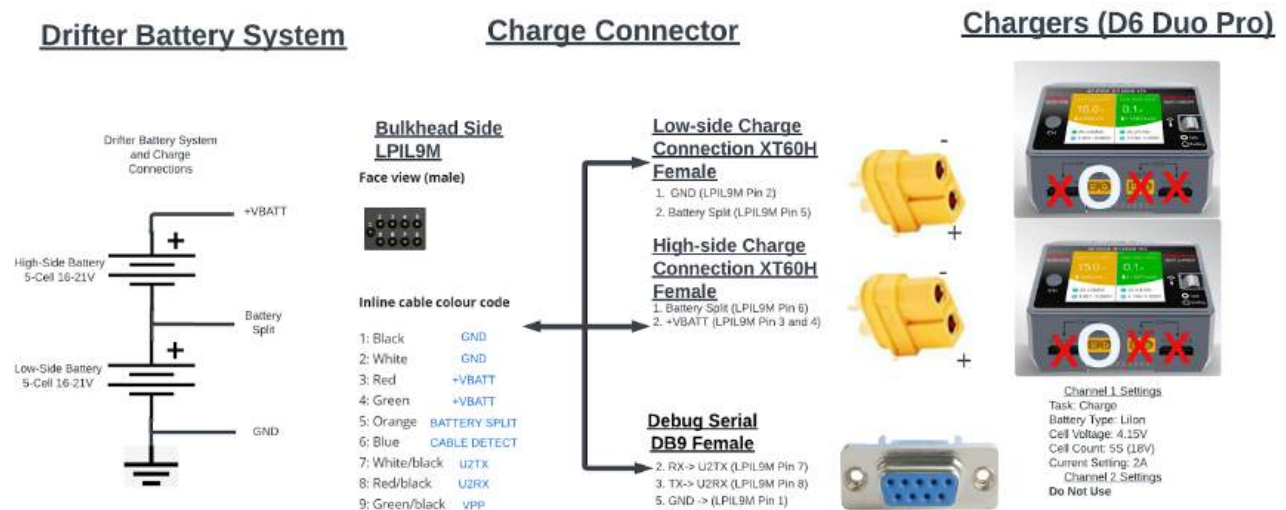 Drifter Battery System
Charge Connector
Chargers (D6 Duo Pro)
Drifter Battery System
and Charge
Connections
+VBATT
+
High-Side Battery
5-Cell 16-21V
Battery
Split
+
Low-Side Battery
5-Cell 16-21V
GND
Bulkhead Side
LPIL9M
Face view (male)
Inline cable colour code
1: Black GND
2: White GND
3: Red +VBATT
4: Green +VBATT
5: Orange BATTERY SPLIT
6: Blue CABLE DETECT
7: White/black U2TX
8: Red/black U2RX
9: Green/black VPP
Low-side Charge
Connection XT60H
Female
1. GND (LPIL9M Pin 2)
2. Battery Split (LPIL9M Pin 5)
-
+
High-side Charge
Connection XT60H
Female
1. Battery Split (LPIL9M Pin 6)
2. +VBATT (LPIL9M Pin 3 and 4)
-
+
Debug Serial
DB9 Female
2. RX-> U2TX (LPIL9M Pin 7)
3. TX-> U2RX (LPIL9M Pin 8)
5. GND -> (LPIL9M Pin 1)
0.1
X O X X
0.1
X O X X
Channel 1 Settings
Task: Charge
Battery Type: LiIon
Cell Voltage: 4.15V
Cell Count: 5S (18V)
Current Setting: 2A
Channel 2 Settings
Do Not Use